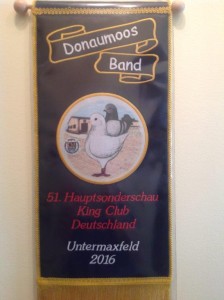 Donaumoos
Band
51. Hauptsonderschau
King Club
Deutschland
Untermaxfeld
2016